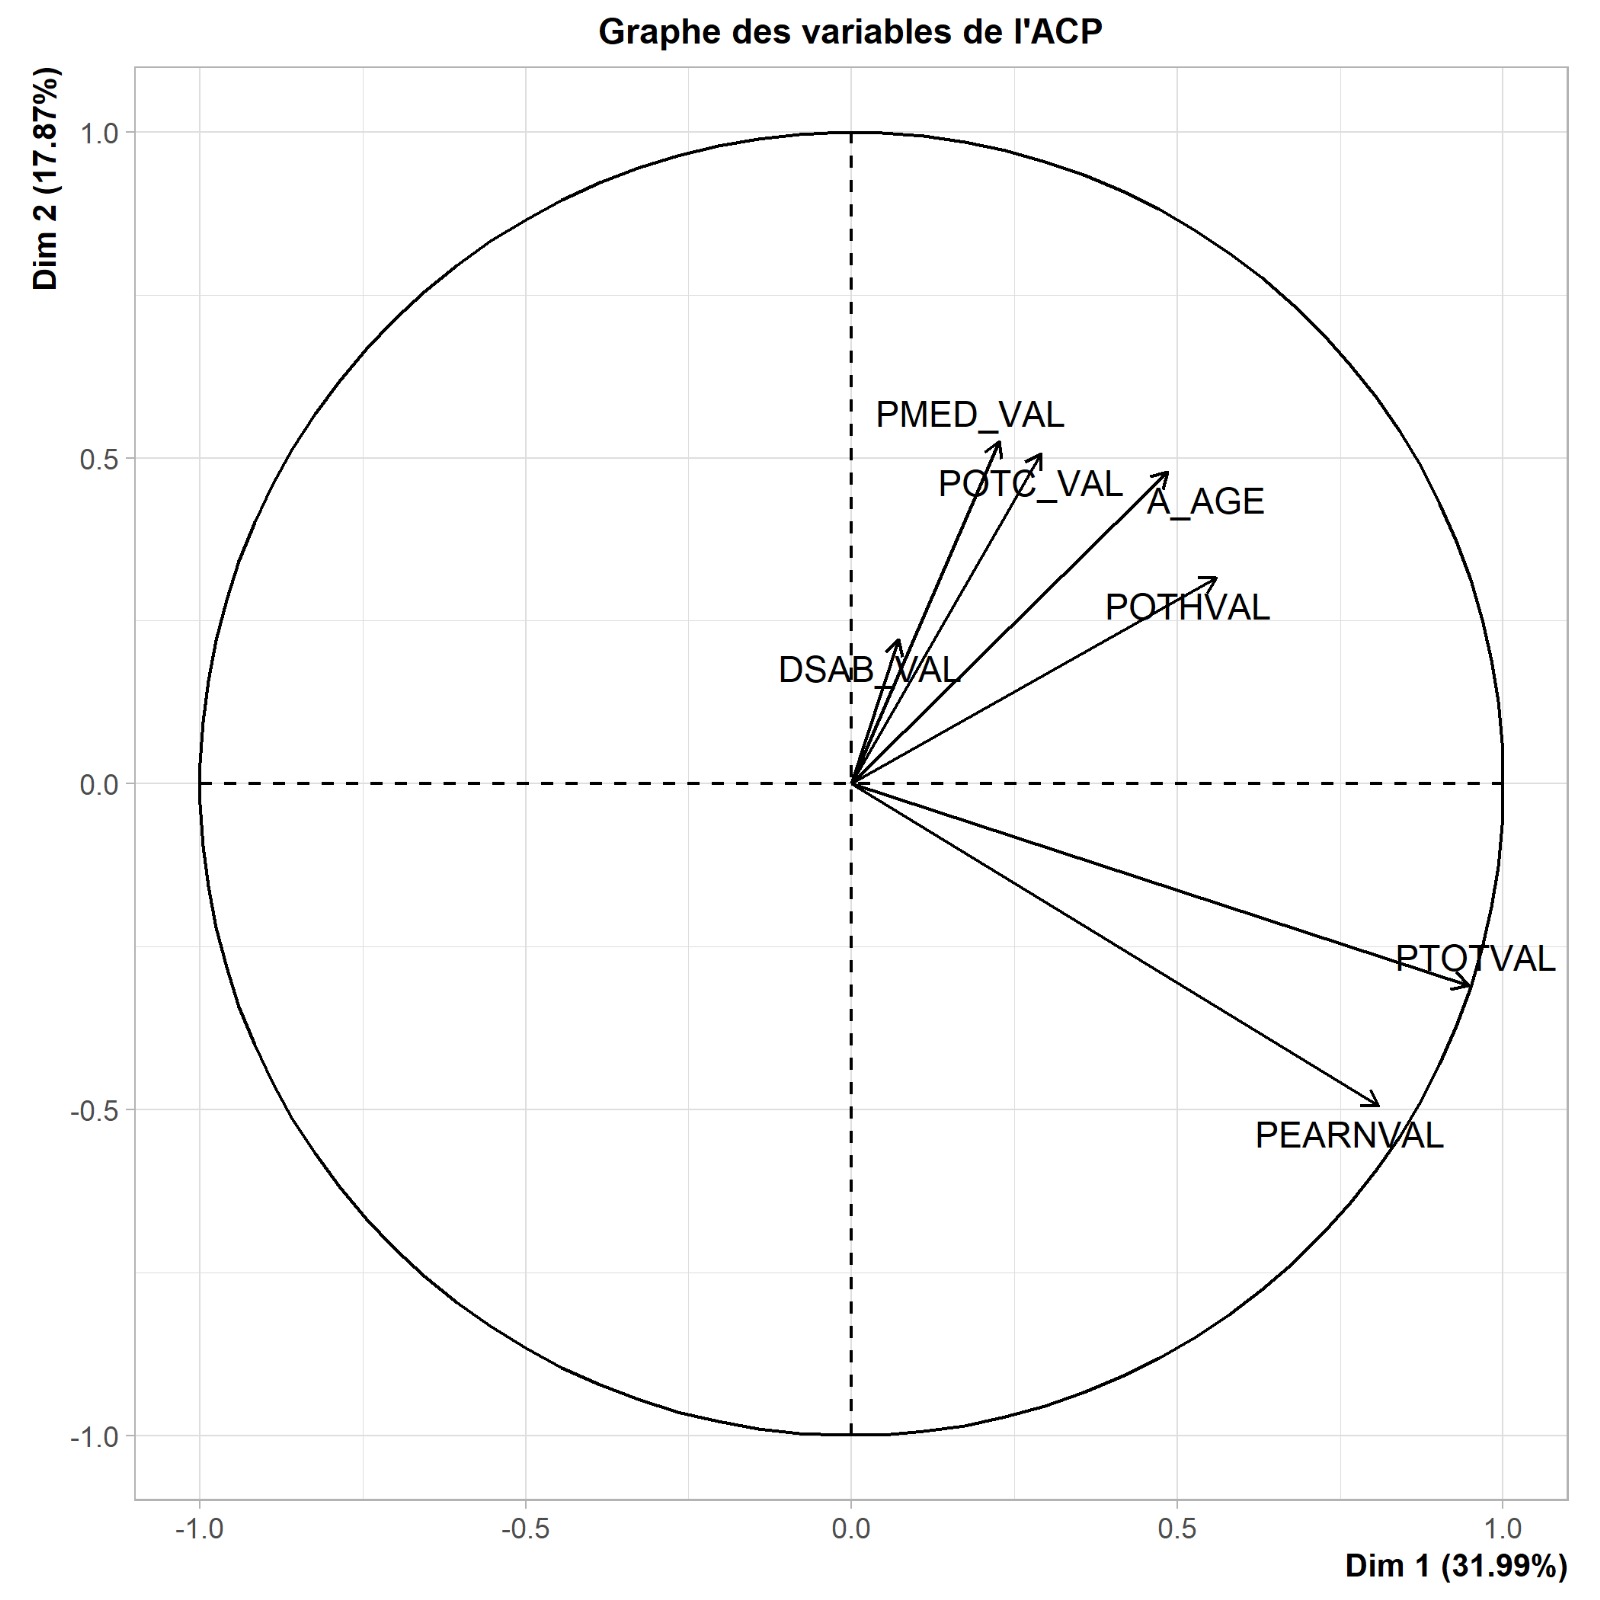 Graphe des variables de l'ACP
Dim 2 (17.87%)
1.0
0.5
0.0
-0.5
-1.0
PMED_VAL
POTC_VAL
A_AGE
POTHVAL
DSAB_VAL
PTOTVAL
PEARNVAL
-1.0 -0.5 0.0 0.5 1.0
Dim 1 (31.99%)